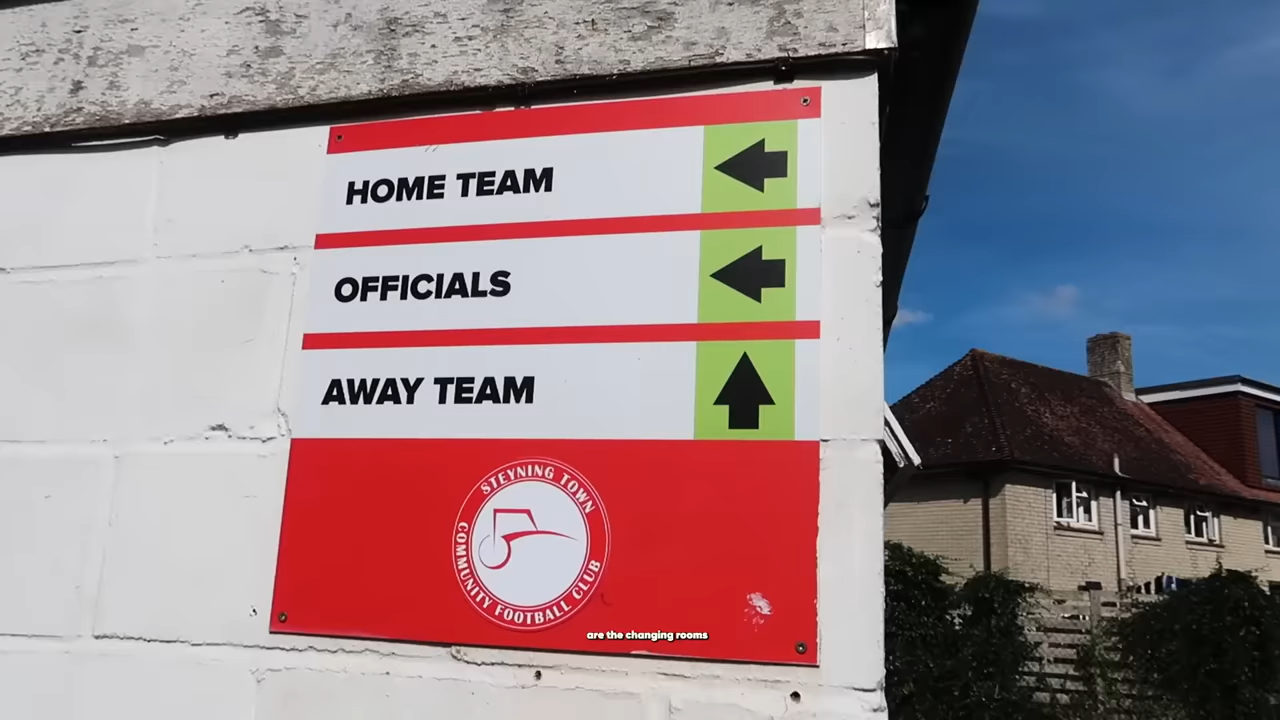 HOME TEAM
OFFICIALS
AWAY TEAM
STEYNING TOWN
COMMUNITY FOOTBALL CLUB
are the changing rooms